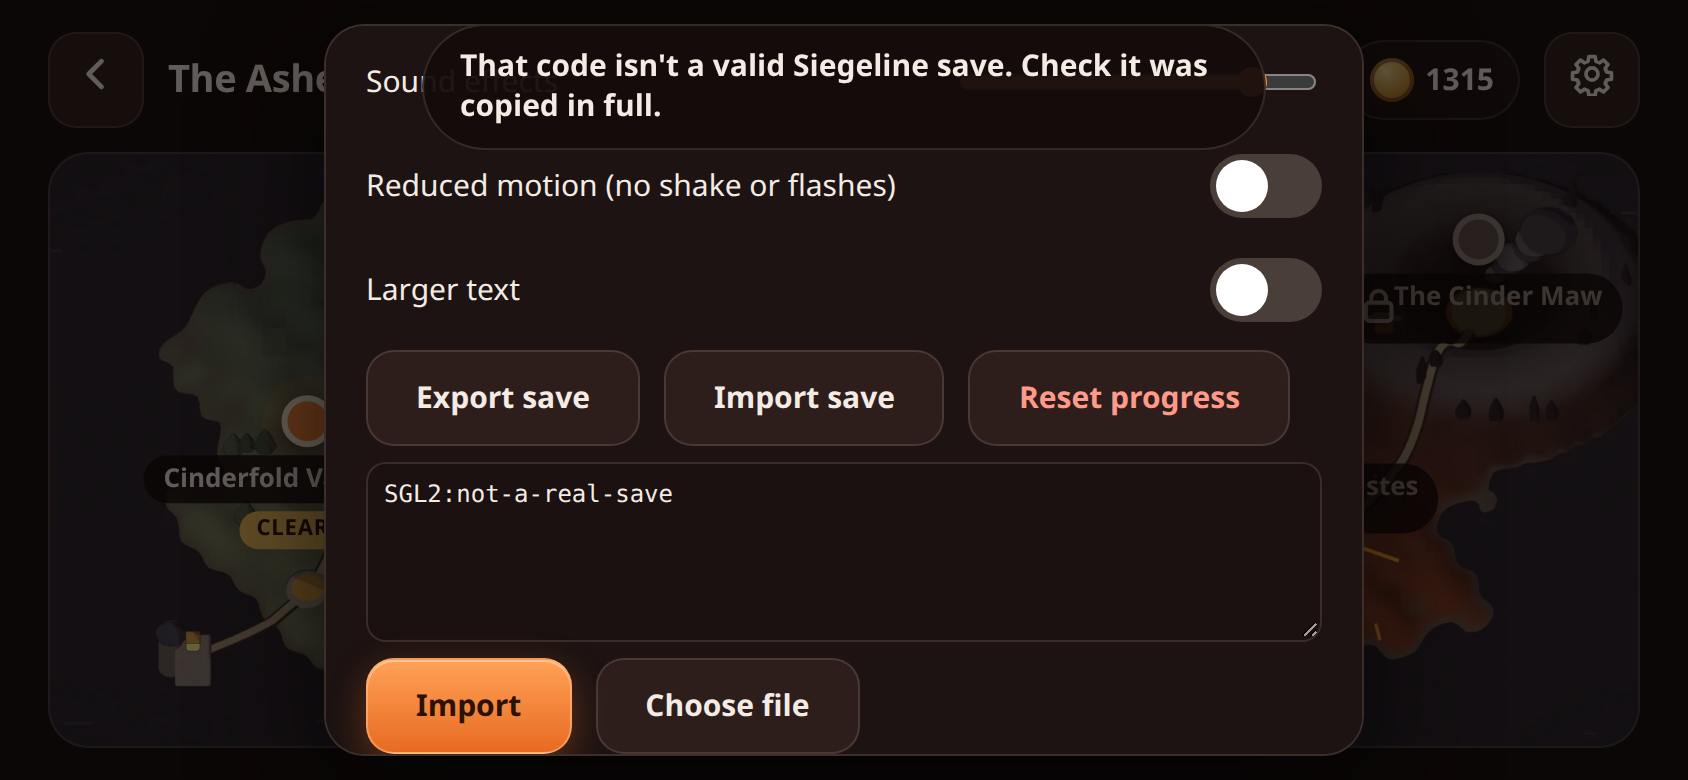 The Ashe
That code isn't a valid Siegeline save. Check it was
copied in full.
Sound effects
1315
Reduced motion (no shake or flashes)
Larger text
The Cinder Maw
Export save
Import save
Reset progress
Cinderfold V
stes
SGL2:not-a-real-save
CLEAR
Import
Choose file